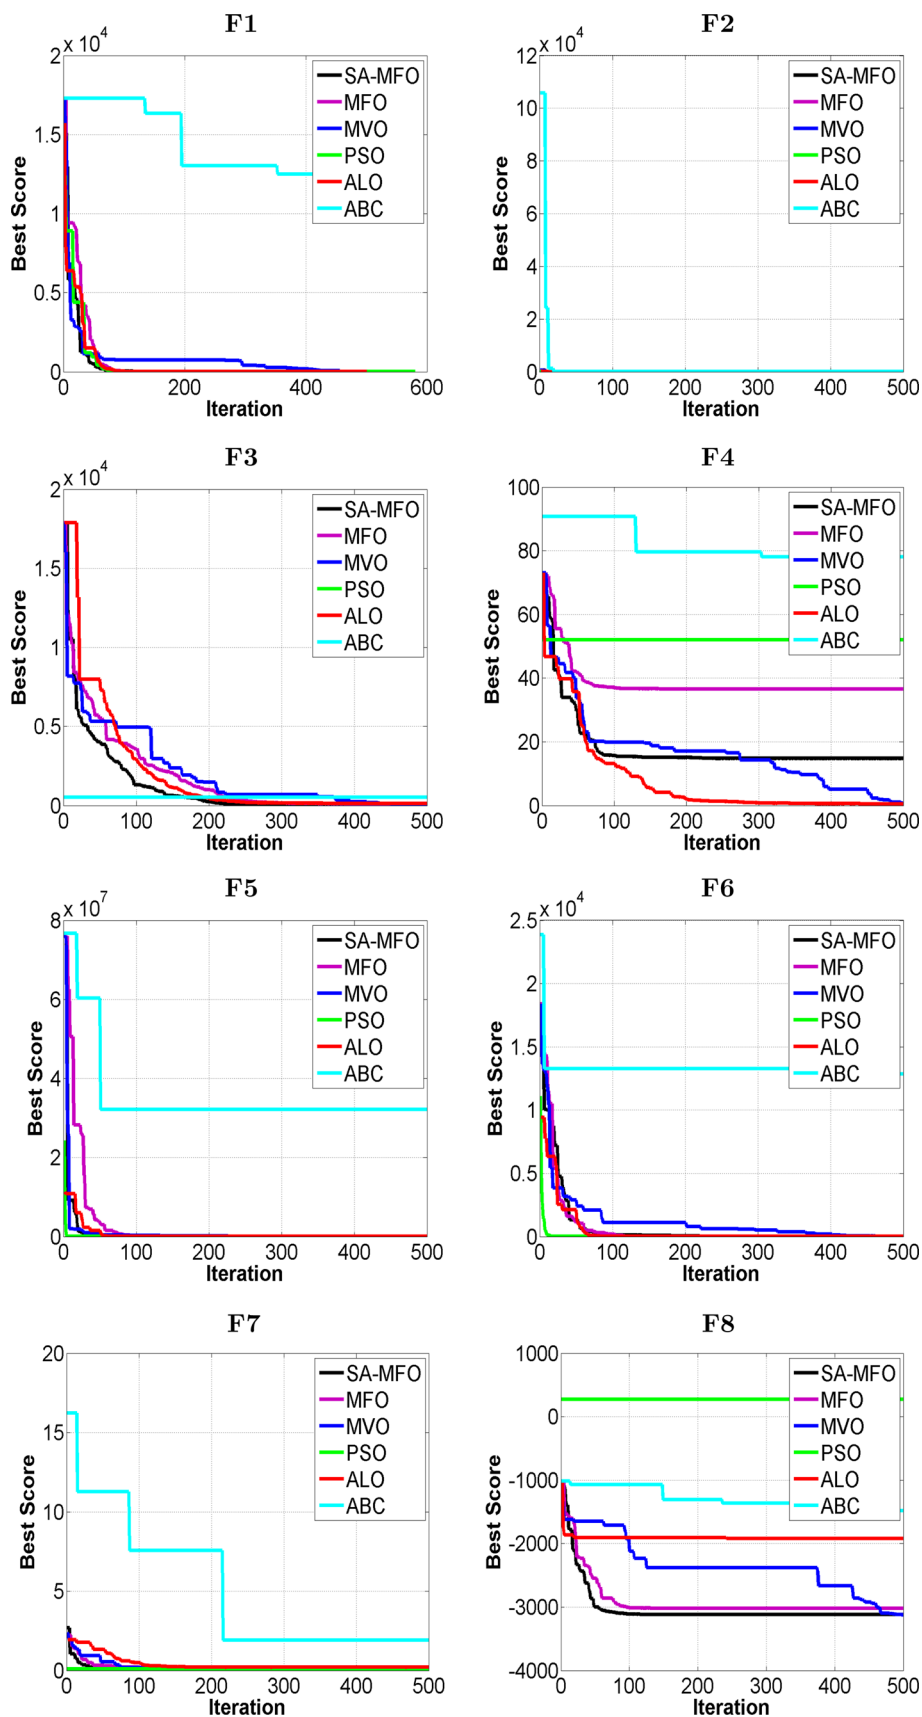 F1
2 x 10^4
1.5
1
0.5
0
0 200 400 600
Best Score
Iteration
SA-MFO
MFO
MVO
PSO
ALO
ABC
F2
12 x 10^4
10
8
6
4
2
0
0 100 200 300 400 500
Best Score
Iteration
SA-MFO
MFO
MVO
PSO
ALO
ABC
F3
2 x 10^4
1.5
1
0.5
0
0 100 200 300 400 500
Best Score
Iteration
SA-MFO
MFO
MVO
PSO
ALO
ABC
F4
100
80
60
40
20
0
0 100 200 300 400 500
Best Score
Iteration
SA-MFO
MFO
MVO
PSO
ALO
ABC
F5
8 x 10^7
6
4
2
0
0 100 200 300 400 500
Best Score
Iteration
SA-MFO
MFO
MVO
PSO
ALO
ABC
F6
2.5 x 10^4
2
1.5
1
0.5
0
0 100 200 300 400 500
Best Score
Iteration
SA-MFO
MFO
MVO
PSO
ALO
ABC
F7
20
15
10
5
0
0 100 200 300 400 500
Best Score
Iteration
SA-MFO
MFO
MVO
PSO
ALO
ABC
F8
1000
0
-1000
-2000
-3000
-4000
0 100 200 300 400 500
Best Score
Iteration
SA-MFO
MFO
MVO
PSO
ALO
ABC